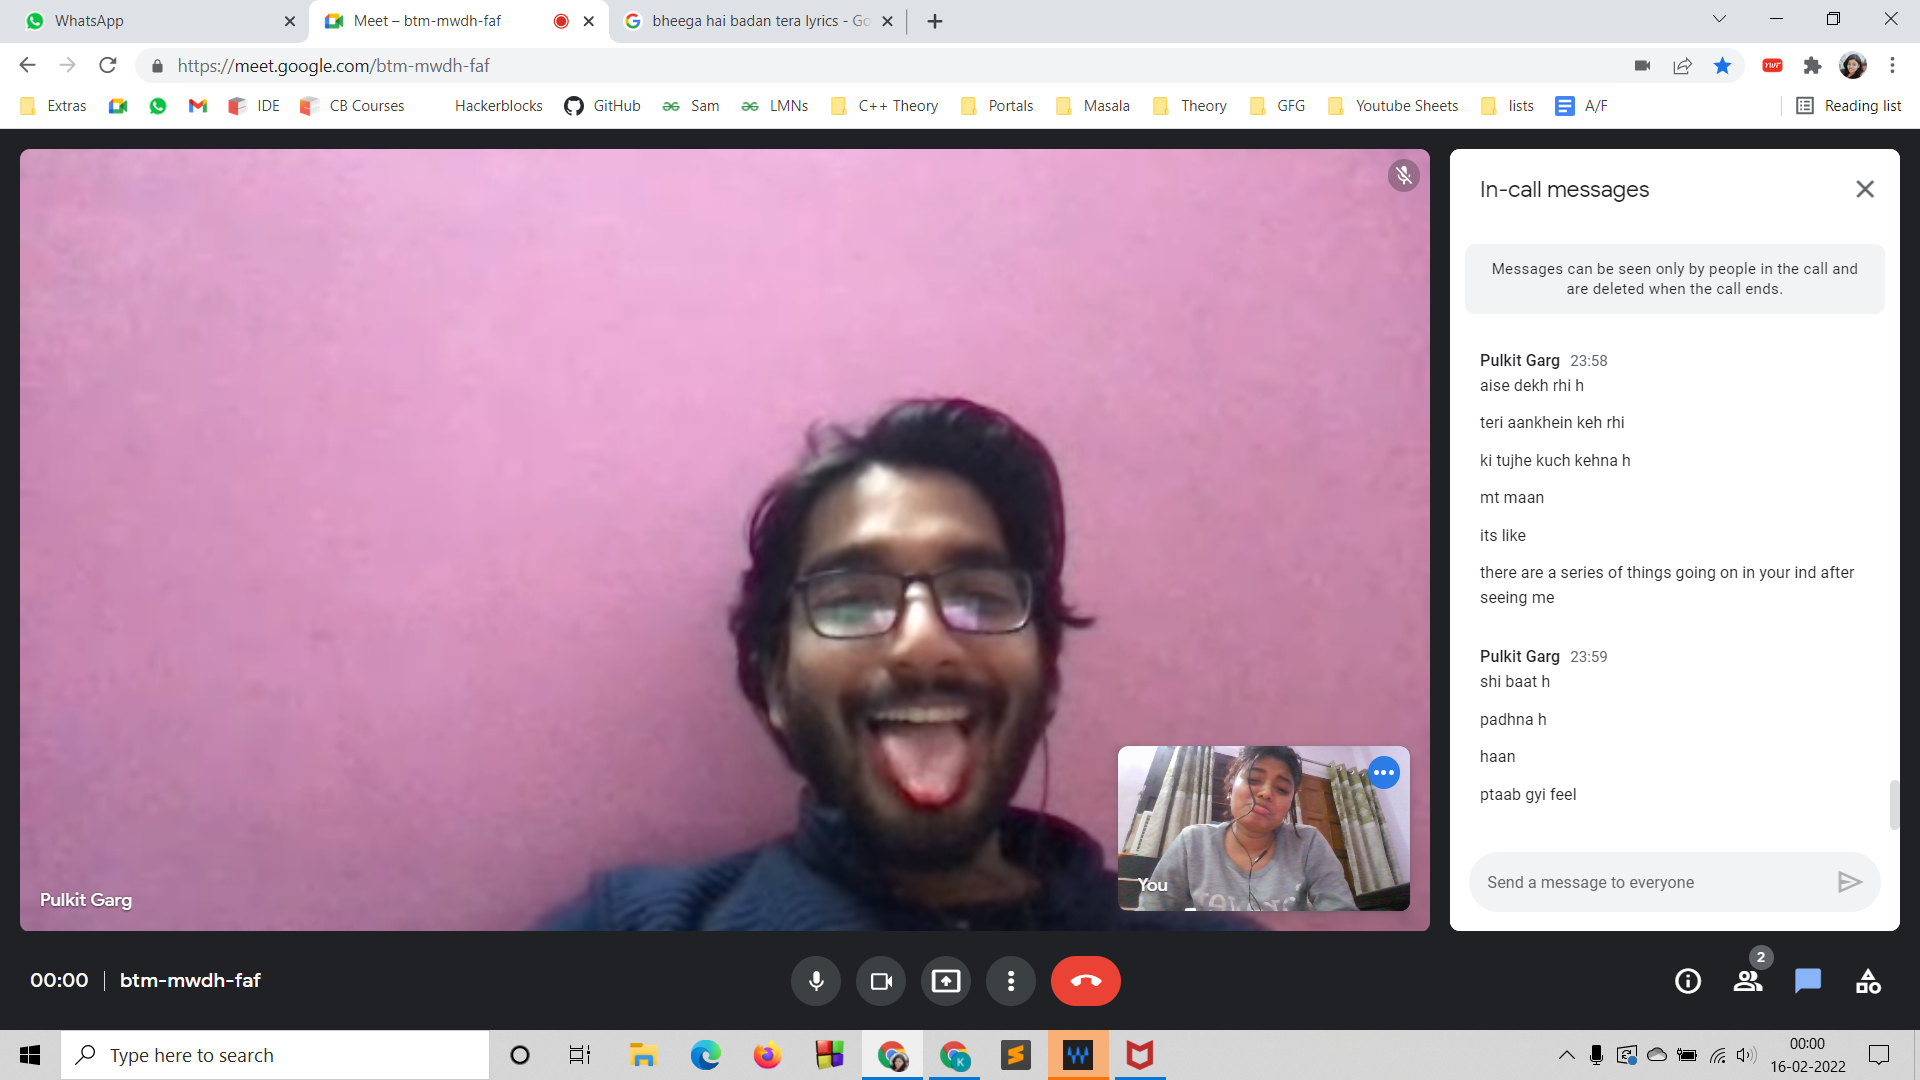 WhatsApp
Meet – btm-mwdh-faf
bheega hai badan tera lyrics - Go
https://meet.google.com/btm-mwdh-faf
Extras
IDE
CB Courses
Hackerblocks
GitHub
Sam
LMNs
C++ Theory
Portals
Masala
Theory
GFG
Youtube Sheets
lists
A/F
Reading list
In-call messages
Messages can be seen only by people in the call and
are deleted when the call ends.
Pulkit Garg 23:58
aise dekh rhi h
teri aankhein keh rhi
ki tujhe kuch kehna h
mt maan
its like
there are a series of things going on in your ind after
seeing me
Pulkit Garg 23:59
shi baat h
padhna h
haan
ptaab gyi feel
Send a message to everyone
You
Pulkit Garg
00:00 | btm-mwdh-faf
2
Type here to search
K
00:00
16-02-2022